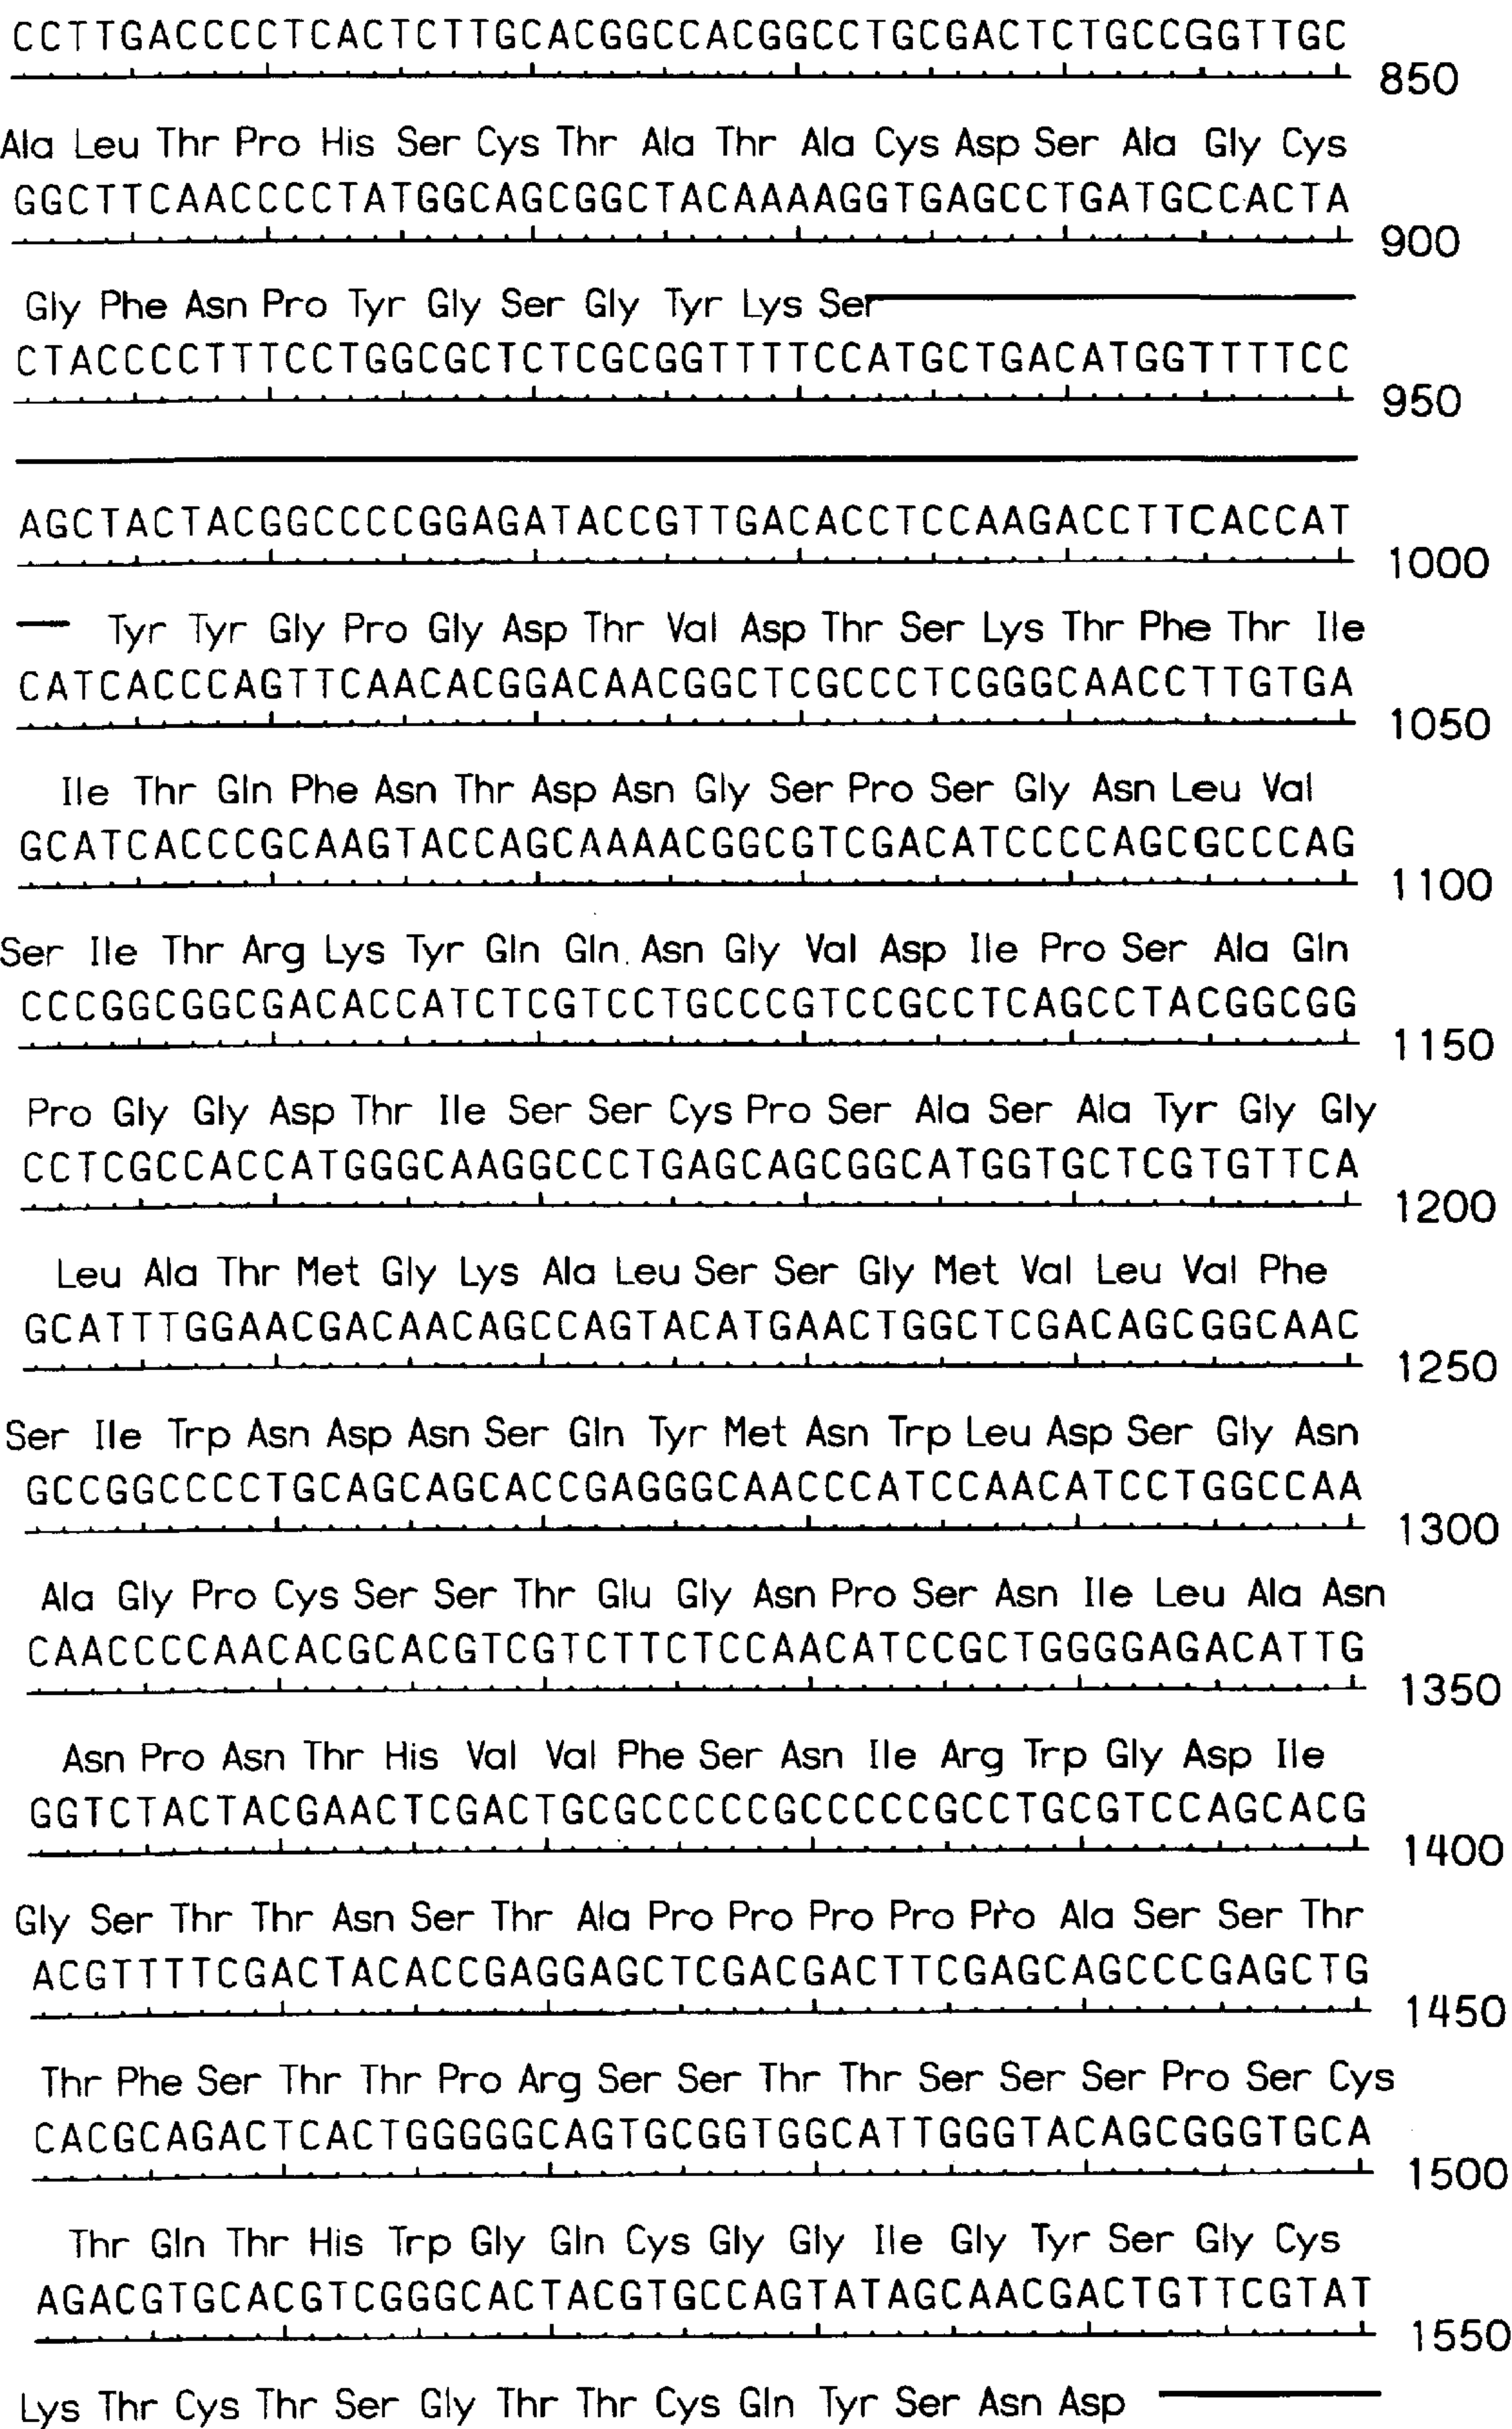 CCTTGACCCCCTCACTCTTGCACGGCCACGGCCTGCGACTCTGCCGGTTGC
850
Ala Leu Thr Pro His Ser Cys Thr Ala Thr Ala Cys Asp Ser Ala Gly Cys
GGCTTCAACCCCCTATGGCAGCGGCTACAAAAGGTGAGCCTGATGCCACTA
900
Gly Phe Asn Pro Tyr Gly Ser Gly Tyr Lys Ser
CTACCCCCTTTCCTGGCGCTCTCGCGGTTTTCCATGCTGACATGGTTTTCC
950
AGCTACTACGGCCCCGGAGATACCGTTGACACCTCCAAGACCTTCACCAT
1000
Tyr Tyr Gly Pro Gly Asp Thr Val Asp Thr Ser Lys Thr Phe Thr Ile
CATCACCCAGTTCAACACGGACAACGGCTCGCCCTCGGGCAACCTTGTGA
1050
Ile Thr Gln Phe Asn Thr Asp Asn Gly Ser Pro Ser Gly Asn Leu Val
GCATCACCCGCAAGTACCAGCAAAACGGCGTCGACATCCCCAGCGCCCAG
1100
Ser Ile Thr Arg Lys Tyr Gln Gln Asn Gly Val Asp Ile Pro Ser Ala Gln
CCCGGCGGCGACACCATCTCGTCCTGCCCGTCCGCCTCAGCCTACGGCGG
1150
Pro Gly Gly Asp Thr Ile Ser Ser Cys Pro Ser Ala Ser Ala Tyr Gly Gly
CCTCGCCACCATGGGCAAGGCCCTGAGCAGCGGCATGGTGCTCGTGTTCA
1200
Leu Ala Thr Met Gly Lys Ala Leu Ser Ser Gly Met Val Leu Val Phe
GCATTTGGAACGACAACAGCCAGTACATGAACTGGCTCGACAGCGGCAAC
1250
Ser Ile Trp Asn Asp Asn Ser Gln Tyr Met Asn Trp Leu Asp Ser Gly Asn
GCCGGCCCCTGCAGCAGCACCGAGGGCAACCCATCCAACATCCTGGCCAA
1300
Ala Gly Pro Cys Ser Ser Thr Glu Gly Asn Pro Ser Asn Ile Leu Ala Asn
CAACCCCAACACGCACGTCGTCTTCTCCAACATCCGCTGGGGAGACATTG
1350
Asn Pro Asn Thr His Val Val Phe Ser Asn Ile Arg Trp Gly Asp Ile
GGTCTACTACGAACTCGACTGCGCCCCCGCCCCCGCCTGCGTCCAGCACG
1400
Gly Ser Thr Thr Asn Ser Thr Ala Pro Pro Pro Pro Pro Ala Ser Ser Thr
ACGTTTTCGACTACACCGAGGAGCTCGACGACTTCGAGCAGCCCGAGCTG
1450
Thr Phe Ser Thr Thr Pro Arg Ser Ser Thr Thr Ser Ser Ser Pro Ser Cys
CACGCAGACTCACTGGGGGCAGTGCGGTGGCATTGGGTACAGCGGGTGCA
1500
Thr Gln Thr His Trp Gly Gln Cys Gly Gly Ile Gly Tyr Ser Gly Cys
AGACGTGCACGTCGGGCACTACGTGCCAGTATAGCAACGACTGTTCGTAT
1550
Lys Thr Cys Thr Ser Gly Thr Thr Cys Gln Tyr Ser Asn Asp